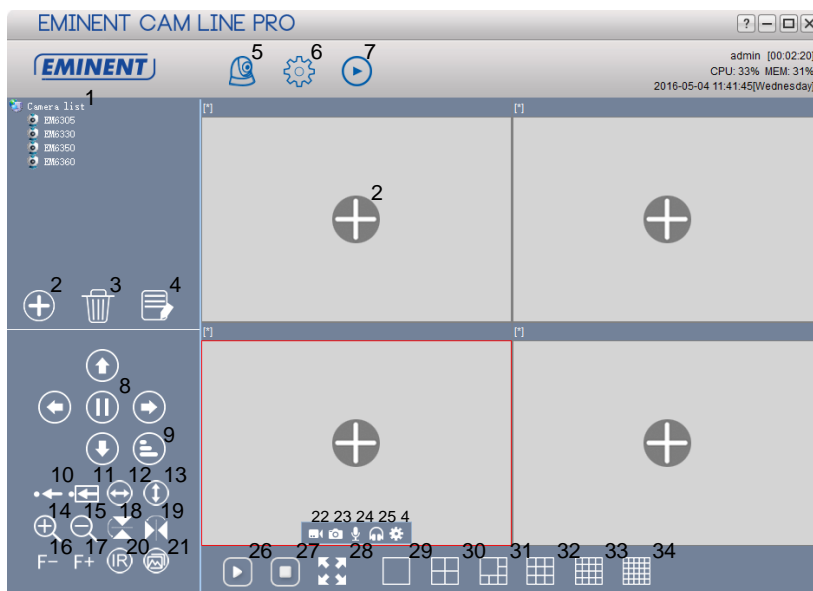 EMINENT CAM LINE PRO
?
EMINENT
5 6 7
admin [00:02:20]
CPU: 33% MEM: 31%
2016-05-04 11:41:45[Wednesday]
1
Camera list
EM6305
EM6330
EM6350
EM6360
[*] [*]
2
2 3 4
[*] [*]
8
9
10 11 12 13
14 15 18 19
16 17 20 21
F- F+ IR
22 23 24 25 4
26 27 28 29 30 31 32 33 34